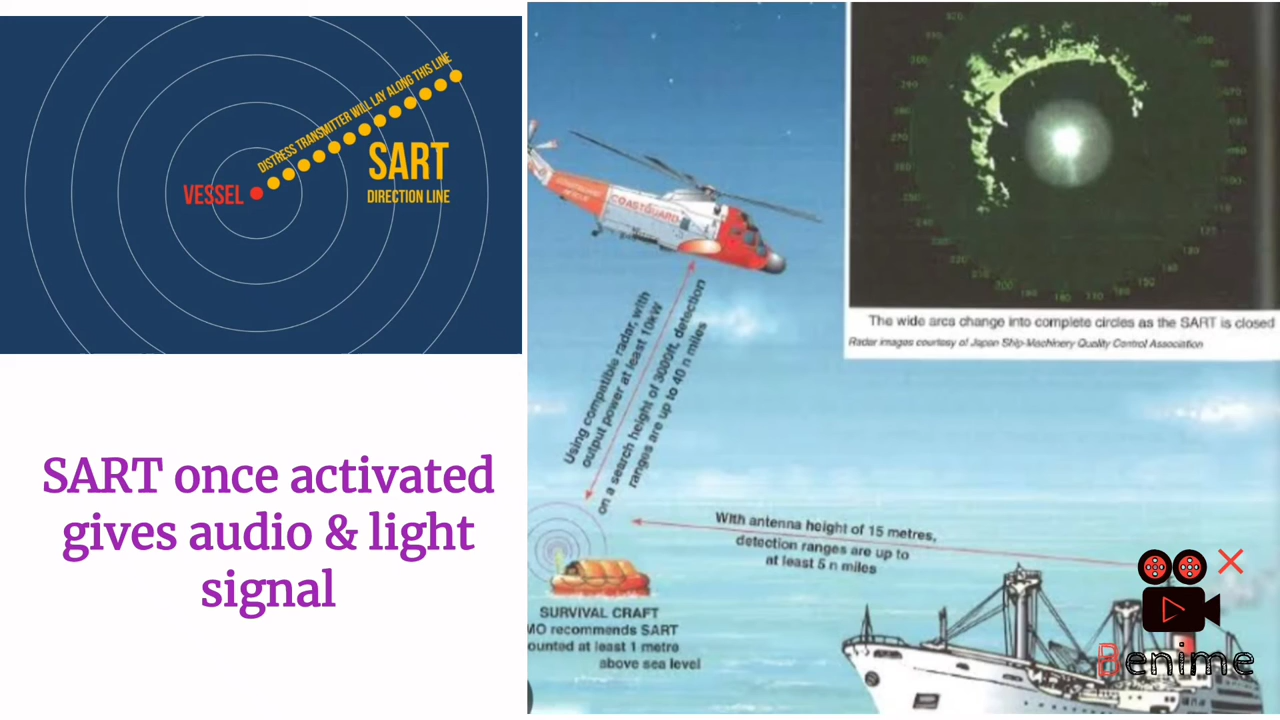 DISTRESS TRANSMITTER WILL LAY ALONG THIS LINE
VESSEL
SART
DIRECTION LINE
SART once activated
gives audio & light
signal
COASTGUARD
Using compatible radar, with
output power at least 10kW
on a search height of 3000ft, detection
ranges are up to 40 n miles
The wide arcs change into complete circles as the SART is closed
Radar images courtesy of Japan Ship-Machinery Quality Control Association
With antenna height of 15 metres,
detection ranges are up to
at least 5 n miles
SURVIVAL CRAFT
MO recommends SART
ounted at least 1 metre
above sea level
Benime